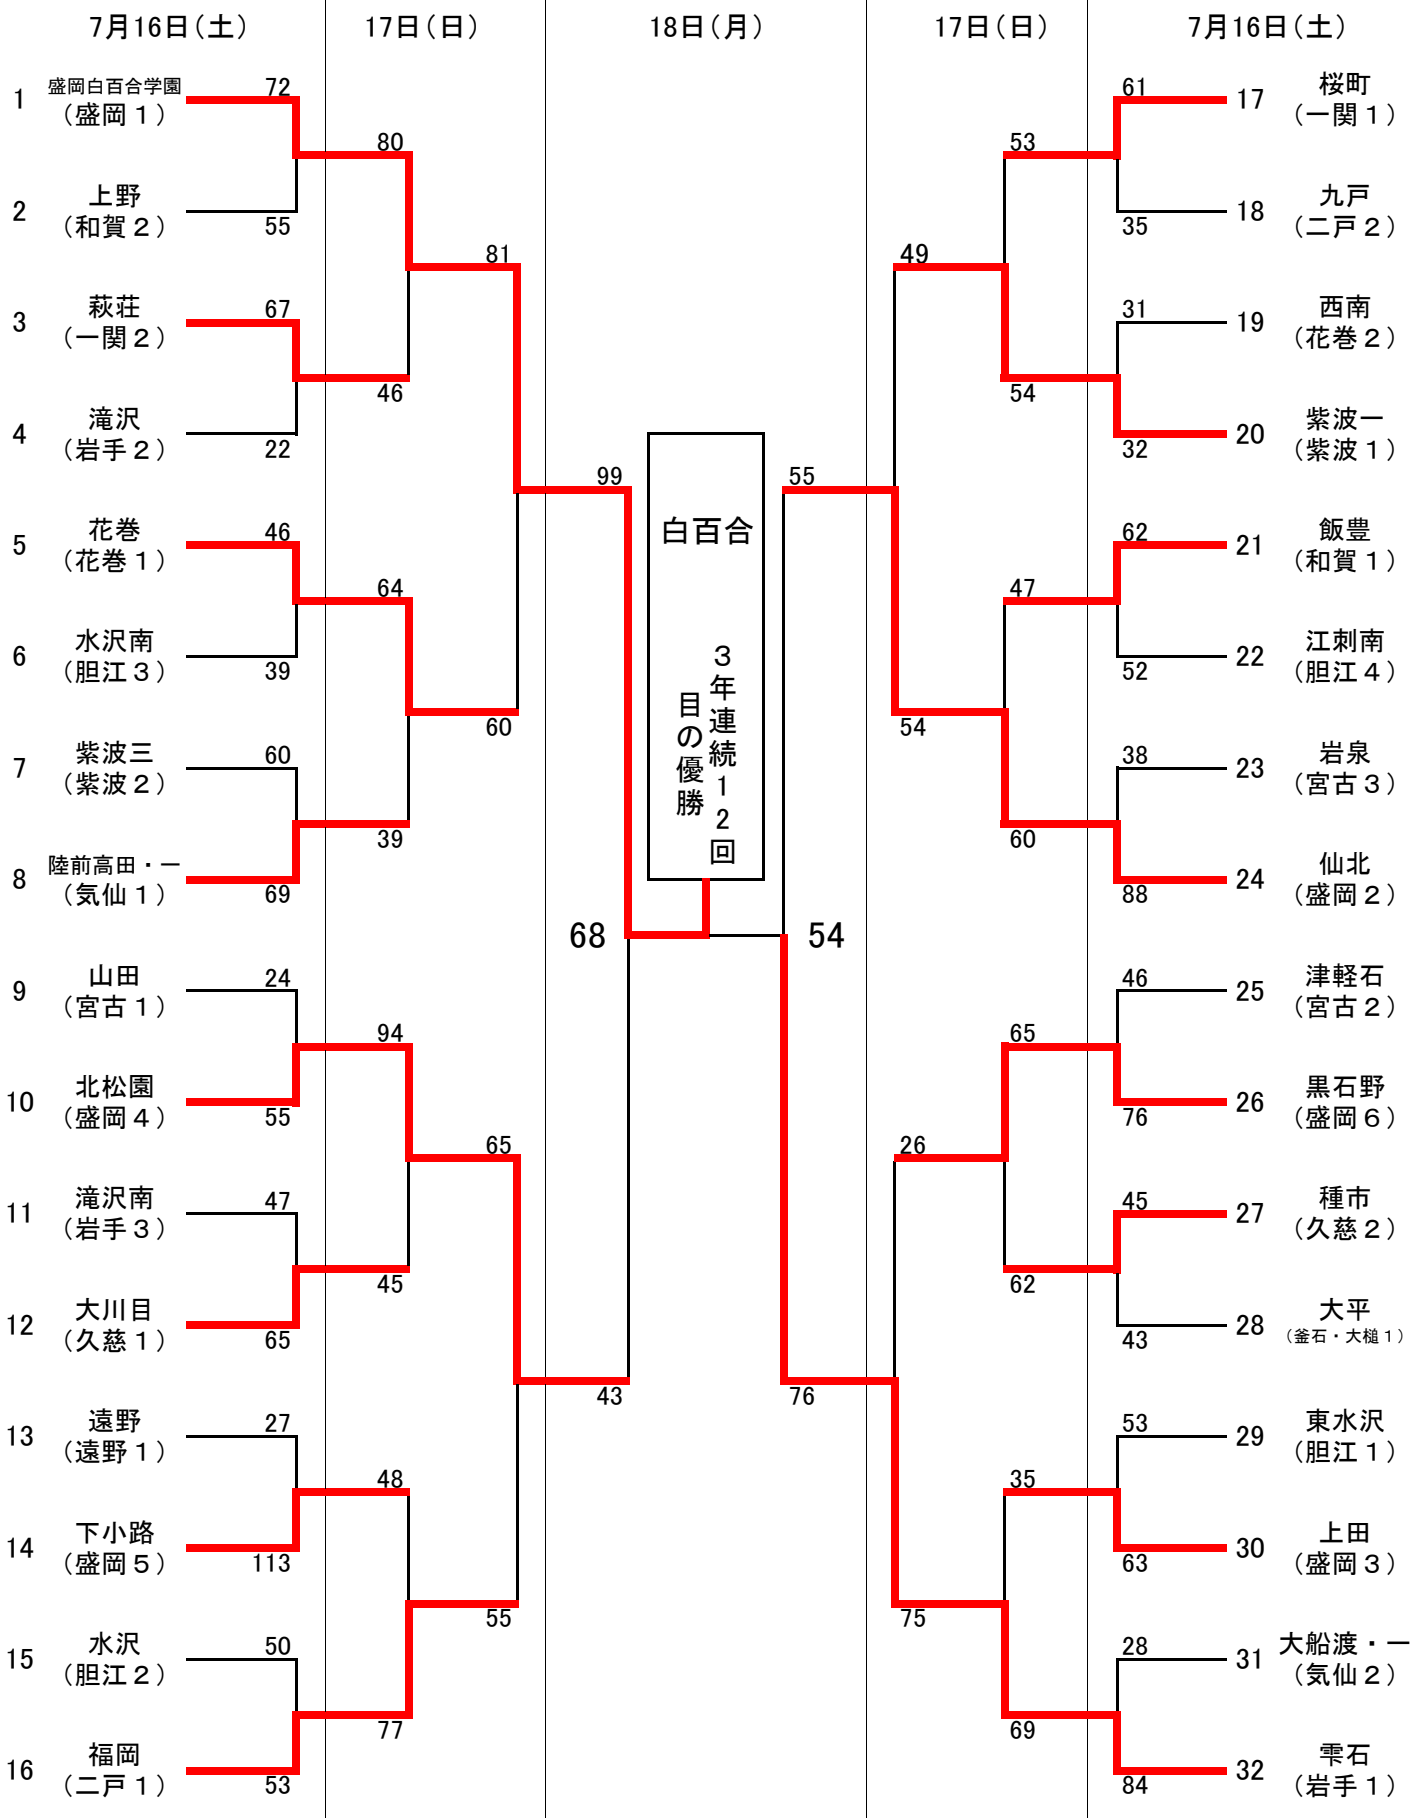 7月16日（土） 17日（日） 18日（月） 17日（日） 7月16日（土）
1 盛岡白百合学園 72
（盛岡１）
80
2 上野
（和賀２） 55
81
3 萩荘 67
（一関２）
46
4 滝沢
（岩手２） 22
99
5 花巻 46
（花巻１）
64
6 水沢南
（胆江３） 39
60
7 紫波三 60
（紫波２）
39
8 陸前高田・一
（気仙１） 69
68
9 山田 24
（宮古１）
94
10 北松園
（盛岡４） 55
65
11 滝沢南 47
（岩手３）
45
12 大川目
（久慈１） 65
43
13 遠野 27
（遠野１）
48
14 下小路
（盛岡５） 113
55
15 水沢 50
（胆江２）
77
16 福岡
（二戸１） 53
白百合
３年連続１２回
目の優勝
61 17 桜町
（一関１）
53
18 九戸
35 （二戸２）
49
31 19 西南
（花巻２）
54
20 紫波一
32 （紫波１）
55
62 21 飯豊
（和賀１）
47
22 江刺南
52 （胆江４）
54
38 23 岩泉
（宮古３）
60
24 仙北
88 （盛岡２）
54
46 25 津軽石
（宮古２）
65
26 黒石野
76 （盛岡６）
26
45 27 種市
（久慈２）
62
28 大平
43 （釜石・大槌１）
76
53 29 東水沢
（胆江１）
35
30 上田
63 （盛岡３）
75
28 31 大船渡・一
（気仙２）
69
32 雫石
84 （岩手１）